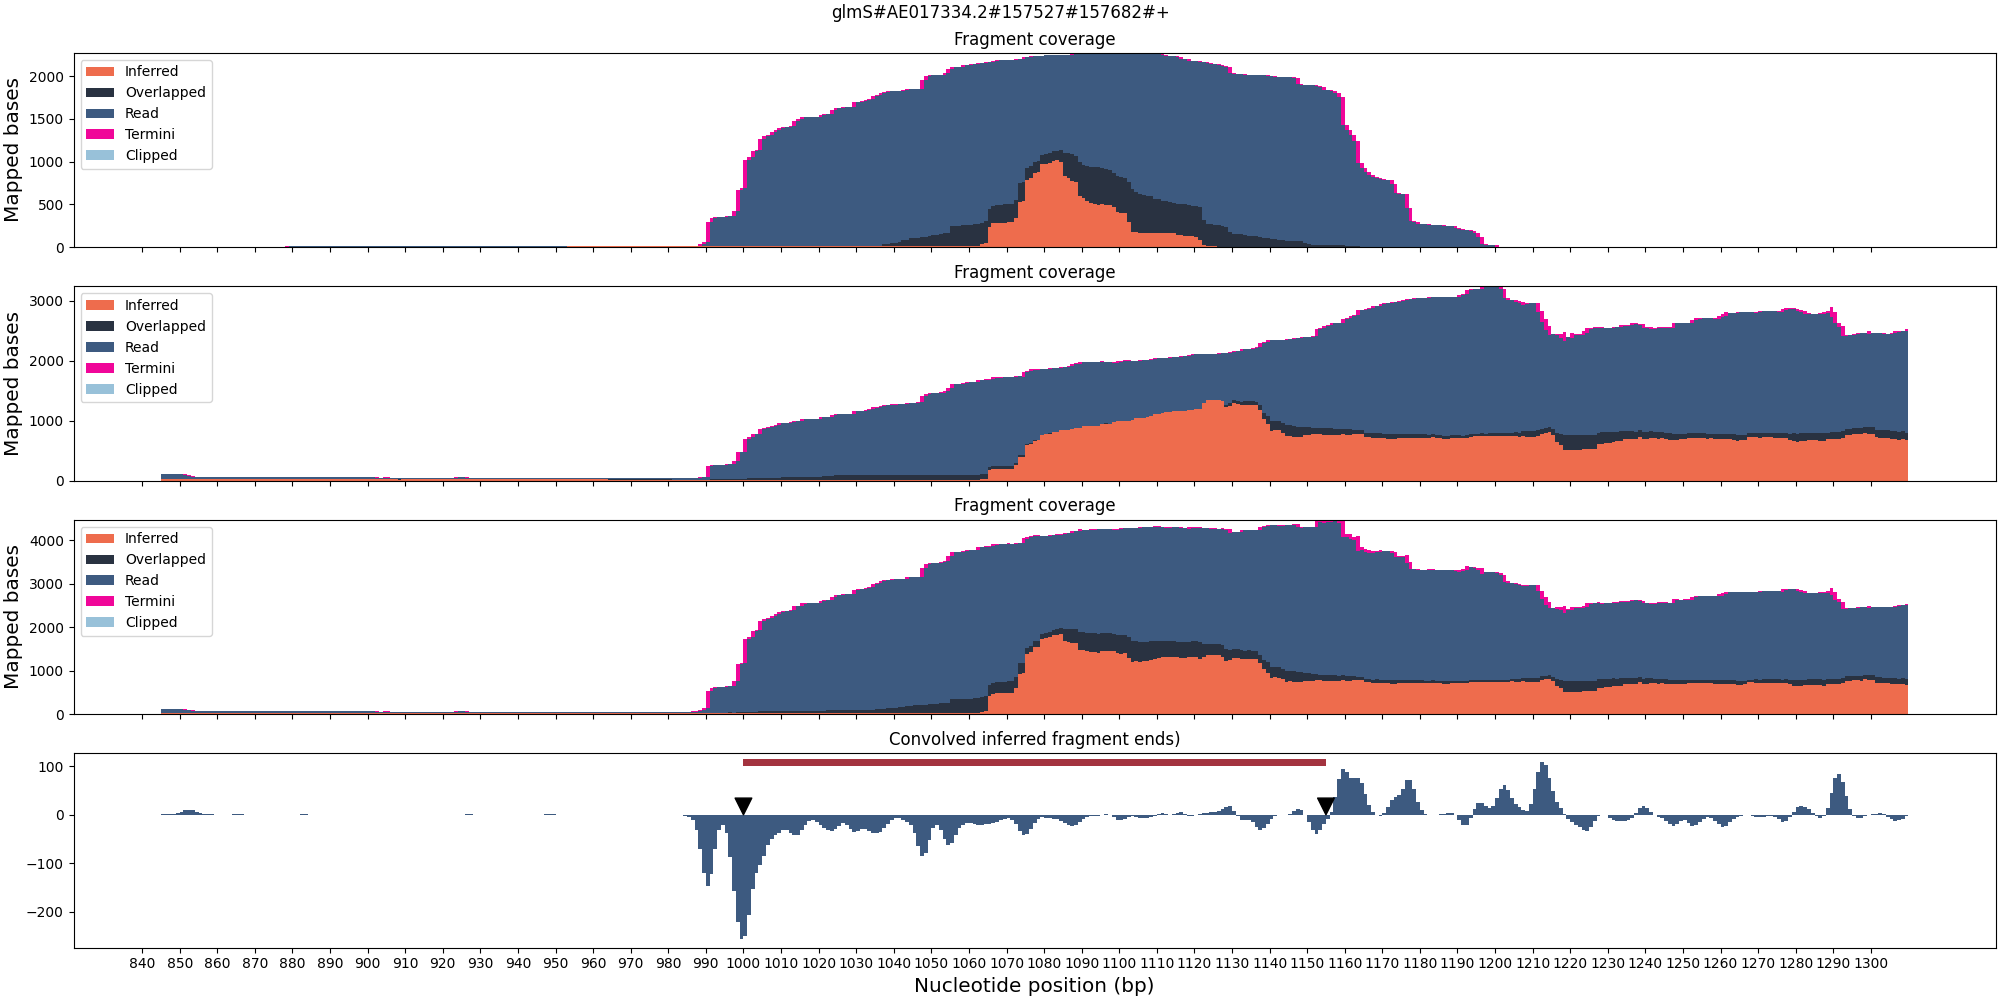 glmS#AE017334.2#157527#157682#+
Fragment coverage
Mapped bases
2000
1500
1000
500
0
Inferred
Overlapped
Read
Termini
Clipped
Fragment coverage
Mapped bases
3000
2000
1000
0
Inferred
Overlapped
Read
Termini
Clipped
Fragment coverage
Mapped bases
4000
3000
2000
1000
0
Inferred
Overlapped
Read
Termini
Clipped
Convolved inferred fragment ends)
100
0
−100
−200
840 850 860 870 880 890 900 910 920 930 940 950 960 970 980 990 1000 1010 1020 1030 1040 1050 1060 1070 1080 1090 1100 1110 1120 1130 1140 1150 1160 1170 1180 1190 1200 1210 1220 1230 1240 1250 1260 1270 1280 1290 1300
Nucleotide position (bp)